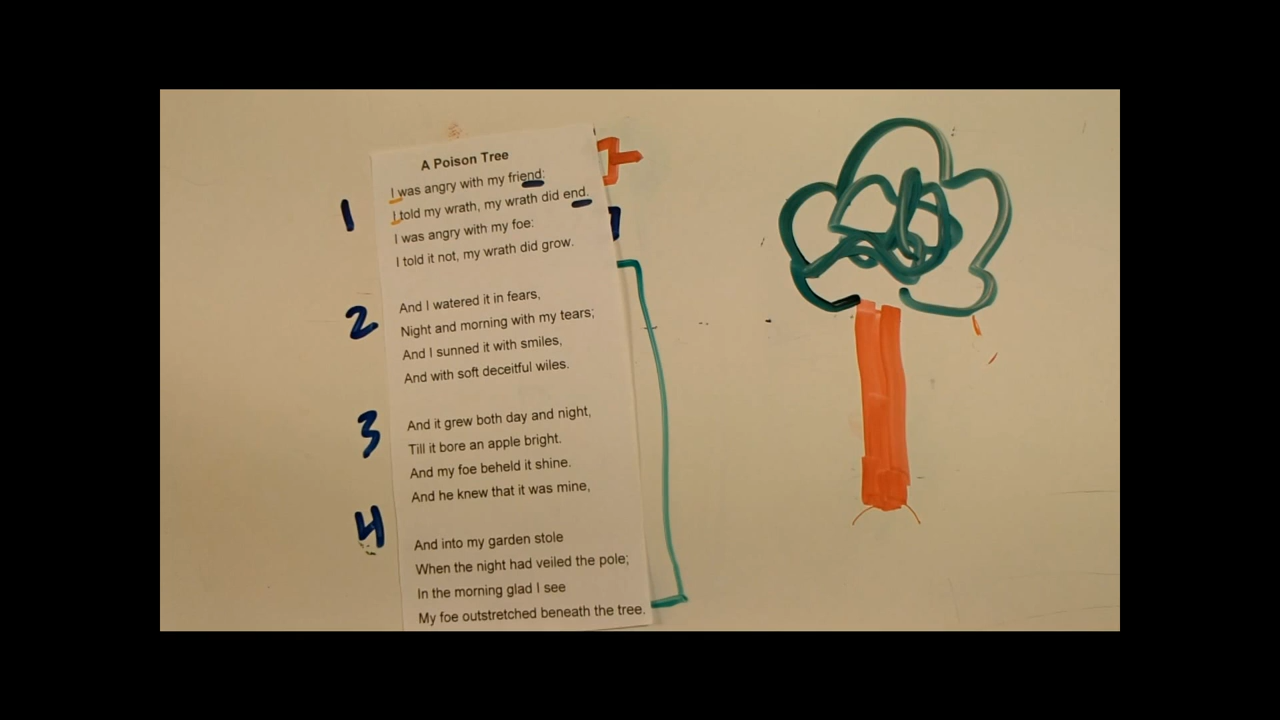 A Poison Tree
1
I was angry with my friend:
I told my wrath, my wrath did end.
I was angry with my foe:
I told it not, my wrath did grow.
2
And I watered it in fears,
Night and morning with my tears;
And I sunned it with smiles,
And with soft deceitful wiles.
3
And it grew both day and night,
Till it bore an apple bright.
And my foe beheld it shine.
And he knew that it was mine,
4
And into my garden stole
When the night had veiled the pole;
In the morning glad I see
My foe outstretched beneath the tree.